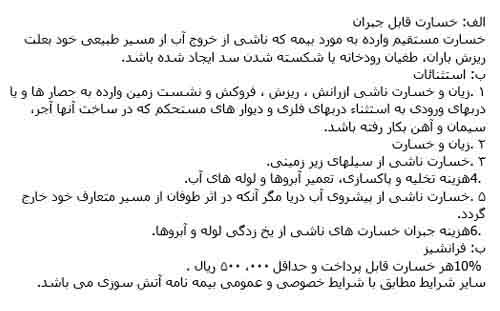 الف: خسارت قابل جبران
خسارت مستقیم وارده به مورد بیمه که ناشی از خروج آب از مسیر طبیعی خود بعلت
ریزش باران، طغیان رودخانه یا شکسته شدن سد ایجاد شده باشد.
ب: استثنائات
۱ .زیان و خسارت ناشی ازرانش ، ریزش ، فروکش و نشست زمین وارده به حصار ها و یا
دربهای ورودی به استثناء دربهای فلزی و دیوار های مستحکم که در ساخت آنها آجر،
سیمان و آهن بکار رفته باشد.
۲ .زیان و خسارت
۳ .خسارت ناشی از سیلهای زیر زمینی.
4.هزینه تخلیه و پاکسازی، تعمیر آبروها و لوله های آب.
۵ .خسارت ناشی از پیشروی آب دریا مگر آنکه در اثر طوفان از مسیر متعارف خود خارج
گردد.
6.هزینه جبران خسارت های ناشی از یخ زدگی لوله و آبروها.
ب: فرانشیز
10%هر خسارت قابل پرداخت و حداقل ۵۰۰ ,۰۰۰ ریال .
سایر شرایط مطابق با شرایط خصوصی و عمومی بیمه نامه آتش سوزی می باشد.